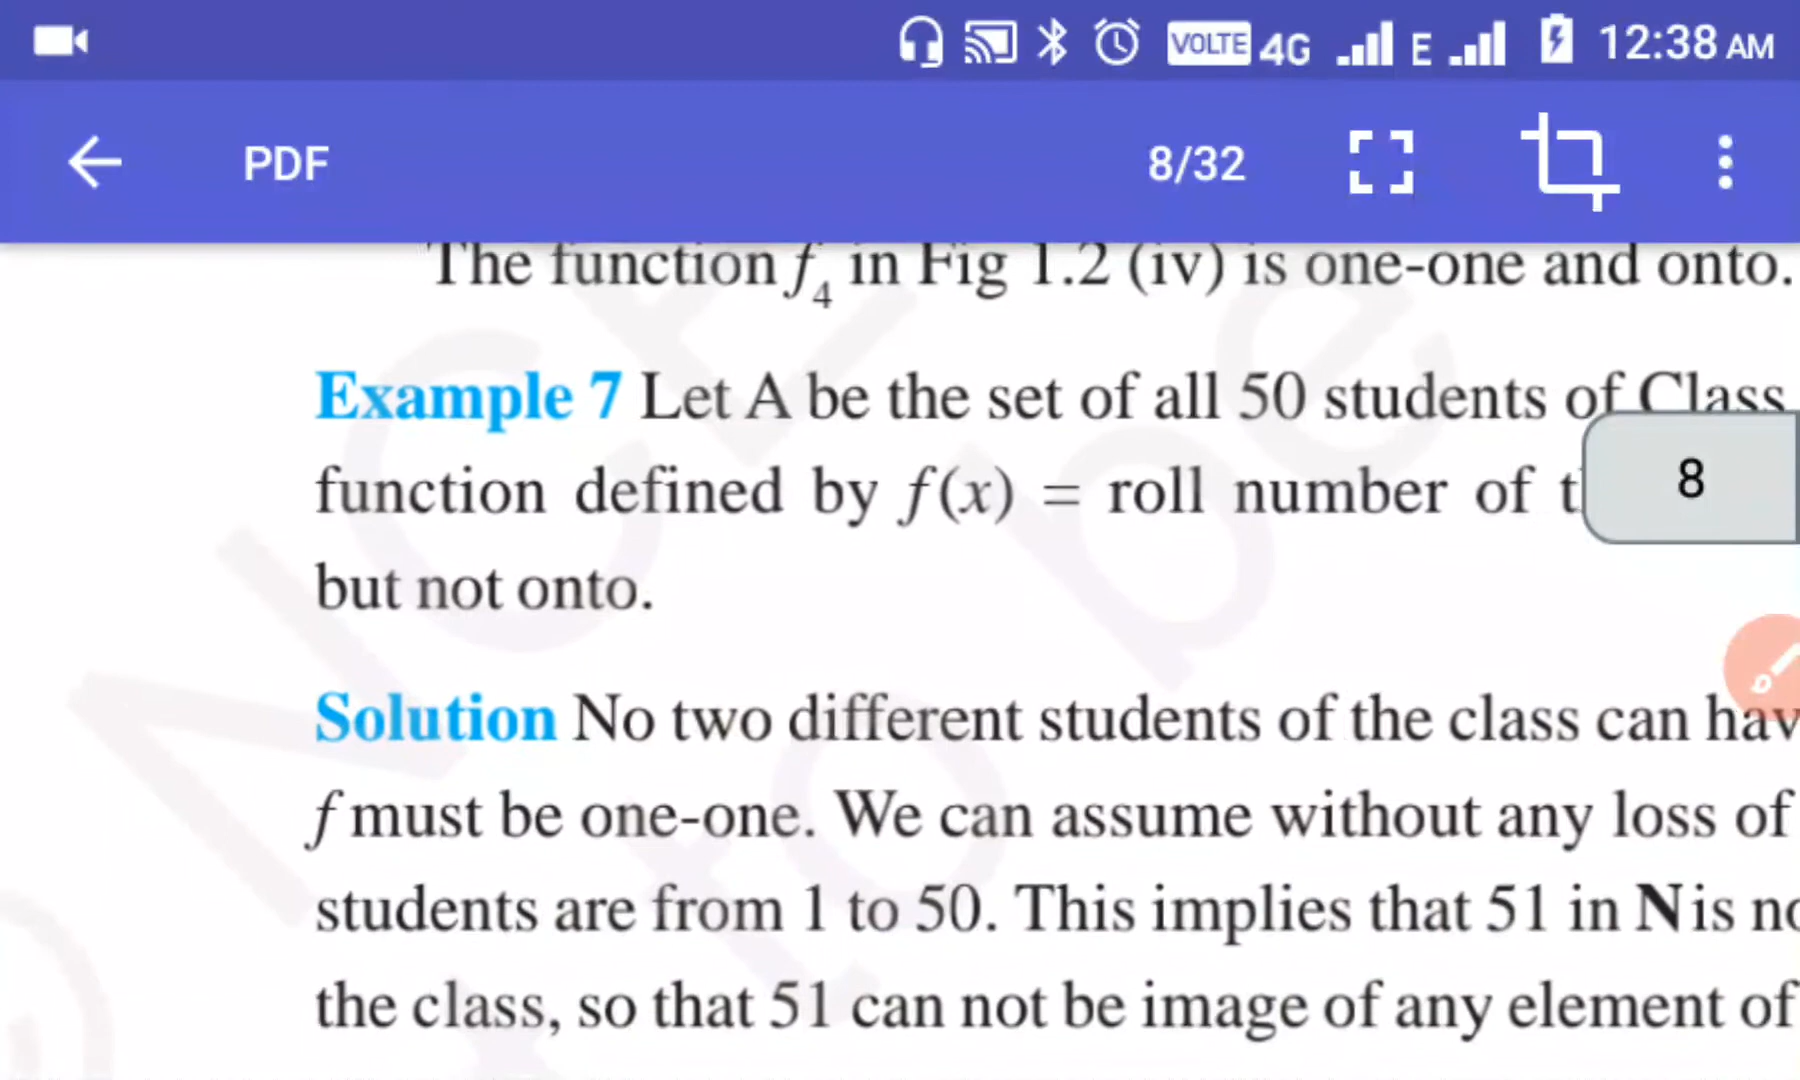 VOLTE 4G E 12:38 AM
PDF 8/32
The function f4 in Fig 1.2 (iv) is one-one and onto.
Example 7 Let A be the set of all 50 students of Class
function defined by f(x) = roll number of
8
but not onto.
Solution No two different students of the class can
f must be one-one. We can assume without any loss of
students are from 1 to 50. This implies that 51 in N is
the class, so that 51 can not be image of any element of